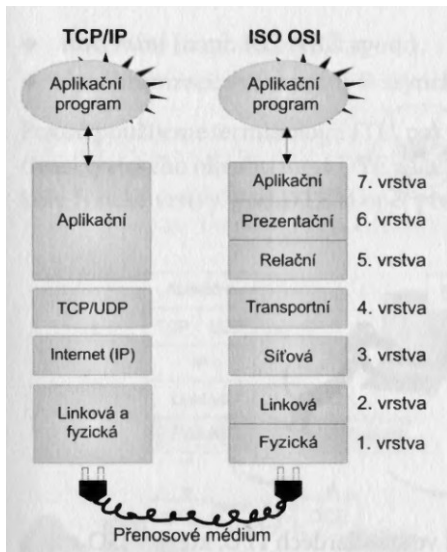 TCP/IP
ISO OSI
Aplikační
program
Aplikační
program
Aplikační
TCP/UDP
Internet (IP)
Linková a
fyzická
Aplikační
7. vrstva
Prezentační
6. vrstva
Relační
5. vrstva
Transportní
4. vrstva
Síťová
3. vrstva
Linková
2. vrstva
Fyzická
1. vrstva
Přenosové médium